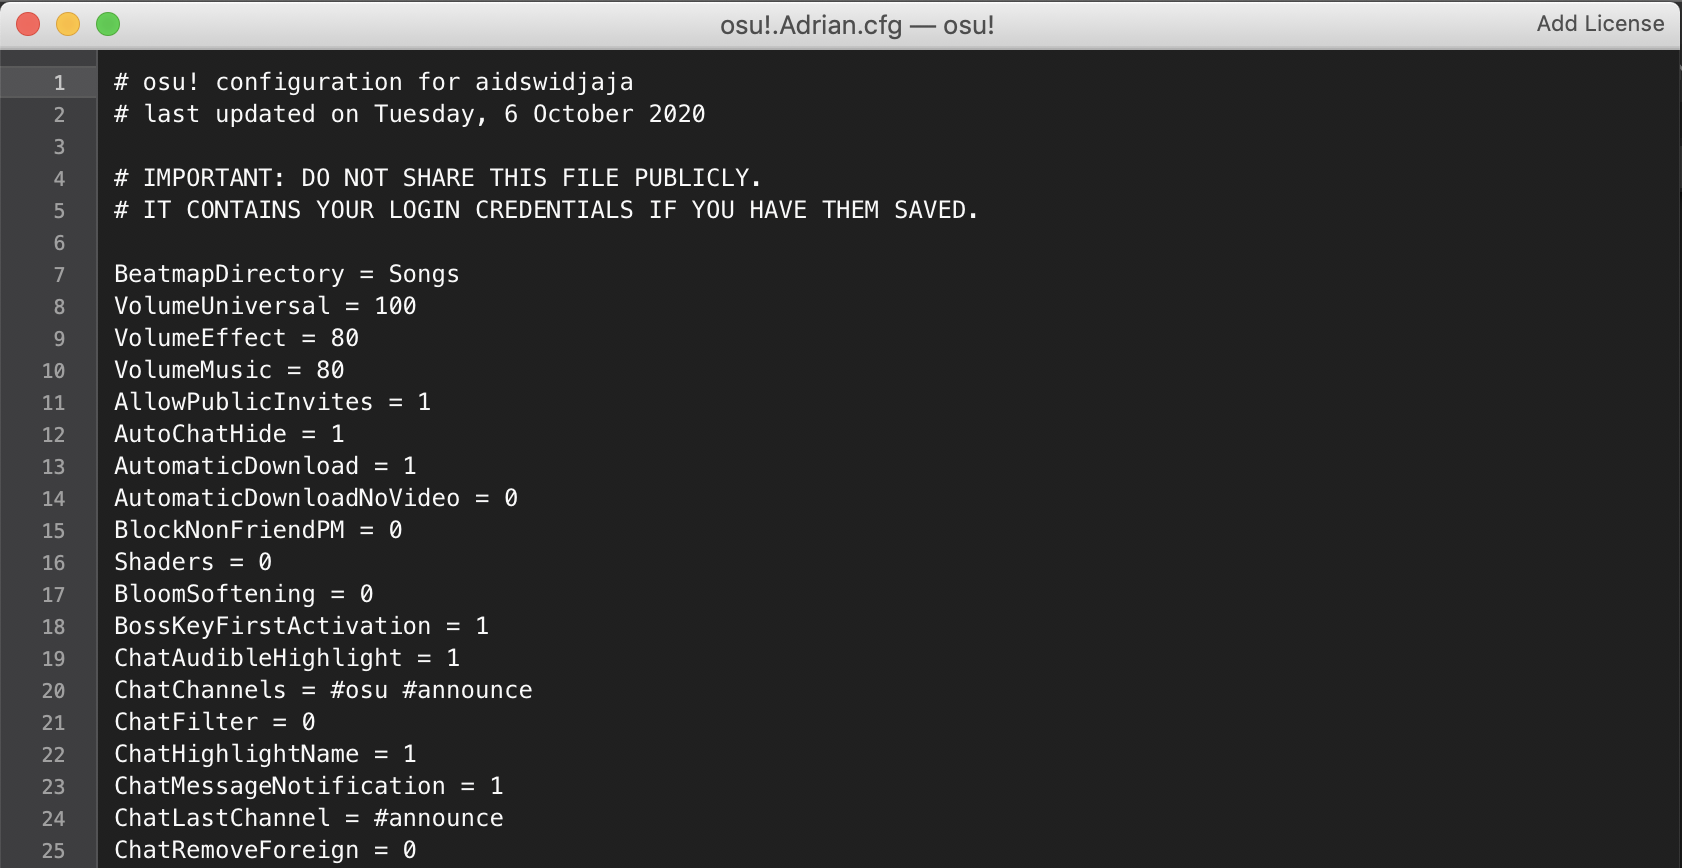 osu!.Adrian.cfg — osu!
Add License
1 # osu! configuration for aidswidjaja
2 # last updated on Tuesday, 6 October 2020
3
4 # IMPORTANT: DO NOT SHARE THIS FILE PUBLICLY.
5 # IT CONTAINS YOUR LOGIN CREDENTIALS IF YOU HAVE THEM SAVED.
6
7 BeatmapDirectory = Songs
8 VolumeUniversal = 100
9 VolumeEffect = 80
10 VolumeMusic = 80
11 AllowPublicInvites = 1
12 AutoChatHide = 1
13 AutomaticDownload = 1
14 AutomaticDownloadNoVideo = 0
15 BlockNonFriendPM = 0
16 Shaders = 0
17 BloomSoftening = 0
18 BossKeyFirstActivation = 1
19 ChatAudibleHighlight = 1
20 ChatChannels = #osu #announce
21 ChatFilter = 0
22 ChatHighlightName = 1
23 ChatMessageNotification = 1
24 ChatLastChannel = #announce
25 ChatRemoveForeign = 0